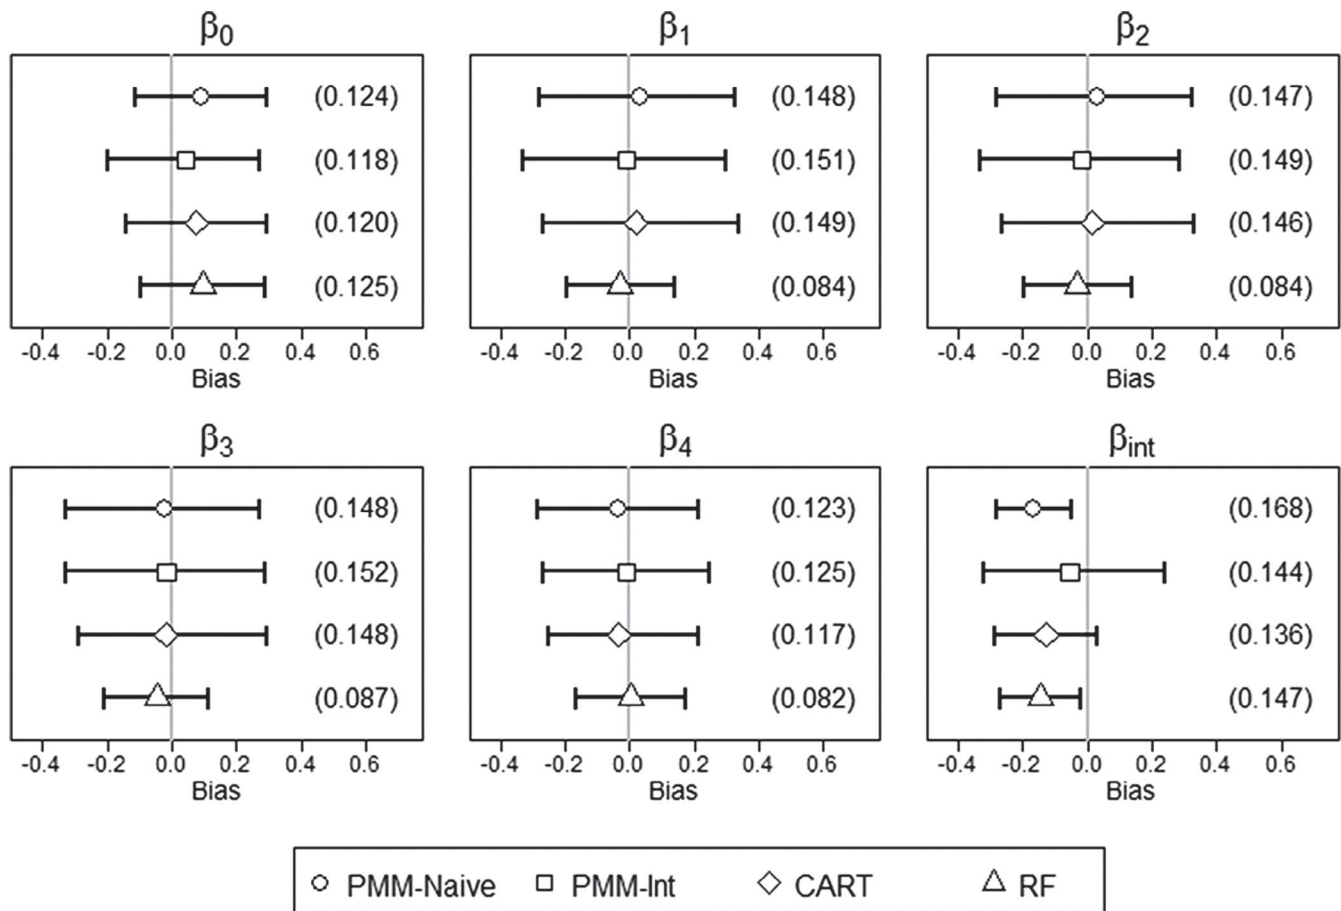 β0 β1 β2
(0.124) (0.148) (0.147)
(0.118) (0.151) (0.149)
(0.120) (0.149) (0.146)
(0.125) (0.084) (0.084)
-0.4 -0.2 0.0 0.2 0.4 0.6 -0.4 -0.2 0.0 0.2 0.4 0.6 -0.4 -0.2 0.0 0.2 0.4 0.6
Bias Bias Bias
β3 β4 βint
(0.148) (0.123) (0.168)
(0.152) (0.125) (0.144)
(0.148) (0.117) (0.136)
(0.087) (0.082) (0.147)
-0.4 -0.2 0.0 0.2 0.4 0.6 -0.4 -0.2 0.0 0.2 0.4 0.6 -0.4 -0.2 0.0 0.2 0.4 0.6
Bias Bias Bias
PMM-Naive PMM-Int CART RF